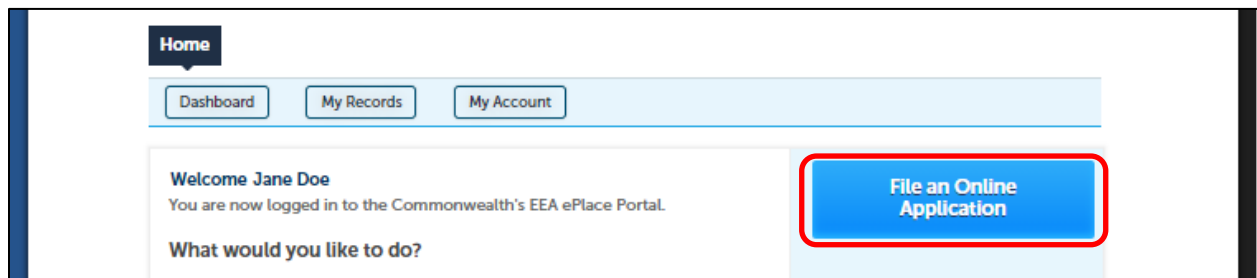 Home
Dashboard My Records My Account
Welcome Jane Doe
You are now logged in to the Commonwealth's EEA ePlace Portal.
What would you like to do?
File an Online
Application